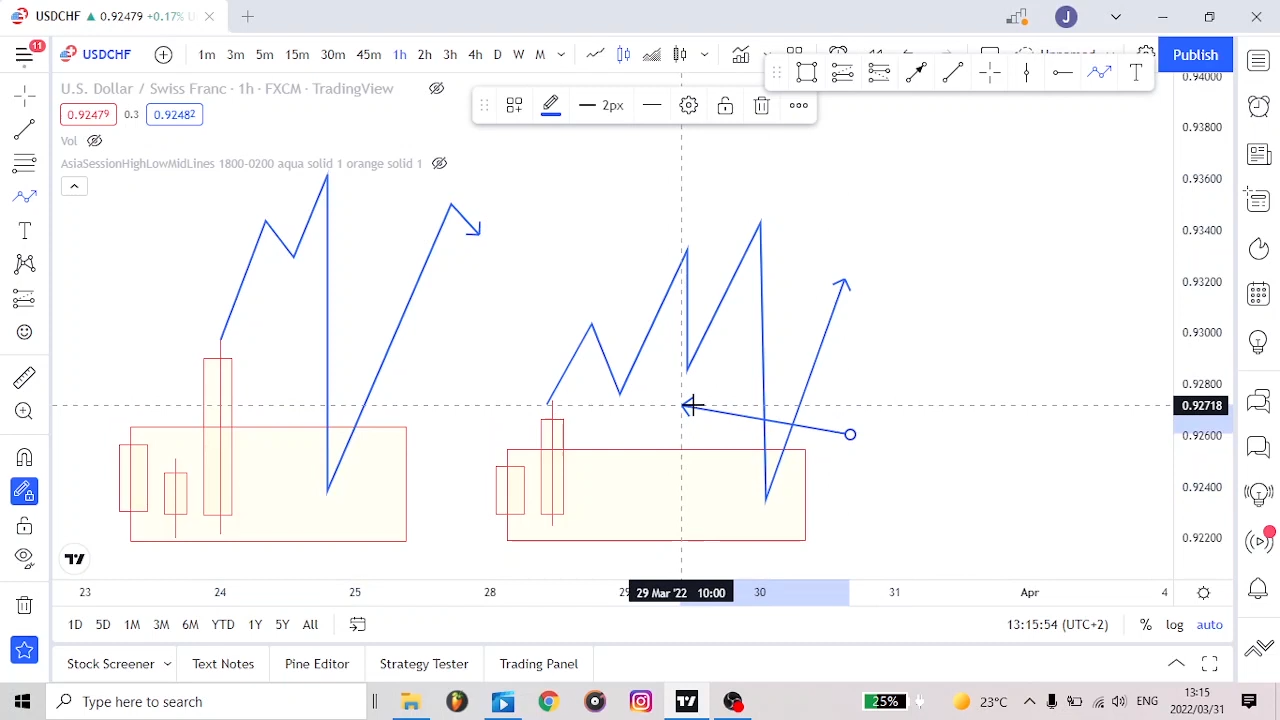 USDCHF ▲ 0.92479 +0.17% U
J
11 USDCHF 1m 3m 5m 15m 30m 45m 1h 2h 3h 4h D W M Publish
U.S. Dollar / Swiss Franc · 1h · FXCM · TradingView
0.92479 0.3 0.92482
2px
Vol
AsiaSessionHighLowMidLines 1800-0200 aqua solid 1 orange solid 1
T
T
0.94000
0.93800
0.93600
0.93400
0.93200
0.93000
0.92800
0.92718
0.92600
0.92400
0.92200
23 24 25 28 29 29 Mar '22 10:00 30 31 Apr 4
1D 5D 1M 3M 6M YTD 1Y 5Y All 13:15:54 (UTC+2) % log auto
Stock Screener Text Notes Pine Editor Strategy Tester Trading Panel
Type here to search 25% 23°C ENG 13:15
2022/03/31